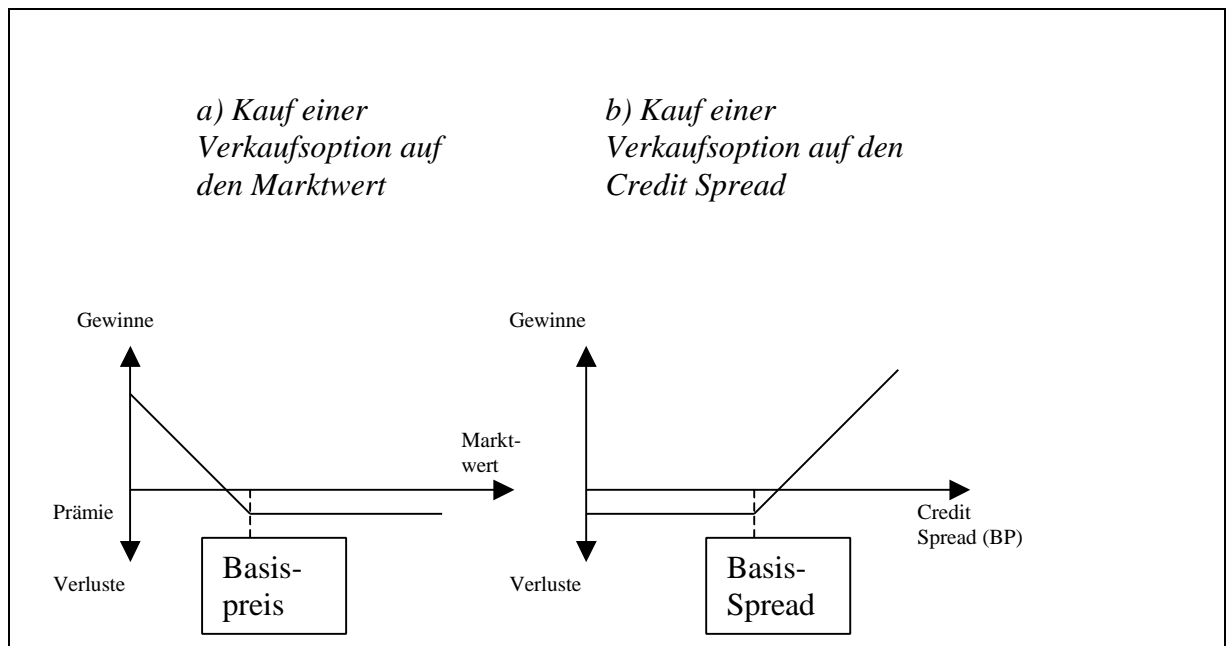 a) Kauf einer
Verkaufsoption auf
den Marktwert
b) Kauf einer
Verkaufsoption auf den
Credit Spread
Gewinne
Markt-
wert
Prämie
Verluste
Basis-
preis
Gewinne
Credit
Spread (BP)
Verluste
Basis-
Spread